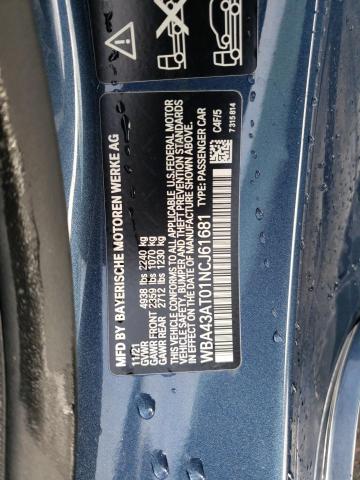 MFD BY BAYERISCHE MOTOREN WERKE AG
11/21
GVWR 4938 lbs 2240 kg
GAWR FRONT 2359 lbs 1070 kg
GAWR REAR 2712 lbs 1230 kg
THIS VEHICLE CONFORMS TO ALL APPLICABLE U.S. FEDERAL MOTOR
VEHICLE SAFETY, BUMPER, AND THEFT PREVENTION STANDARDS
IN EFFECT ON THE DATE OF MANUFACTURE SHOWN ABOVE.
WBA43AT01NCJ61681 TYPE: PASSENGER CAR
C4F/5
7 315 814